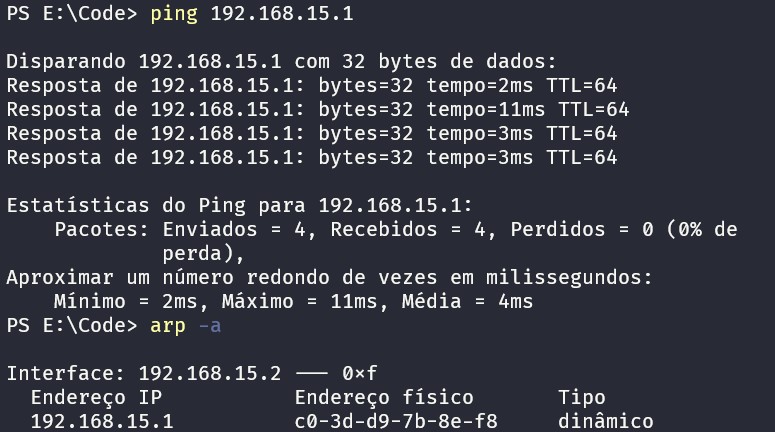 PS E:\Code> ping 192.168.15.1
Disparando 192.168.15.1 com 32 bytes de dados:
Resposta de 192.168.15.1: bytes=32 tempo=2ms TTL=64
Resposta de 192.168.15.1: bytes=32 tempo=11ms TTL=64
Resposta de 192.168.15.1: bytes=32 tempo=3ms TTL=64
Resposta de 192.168.15.1: bytes=32 tempo=3ms TTL=64
Estatísticas do Ping para 192.168.15.1:
Pacotes: Enviados = 4, Recebidos = 4, Perdidos = 0 (0% de
perda),
Aproximar um número redondo de vezes em milissegundos:
Mínimo = 2ms, Máximo = 11ms, Média = 4ms
PS E:\Code> arp -a
Interface: 192.168.15.2 --- 0xf
Endereço IP Endereço físico Tipo
192.168.15.1 c0-3d-d9-7b-8e-f8 dinâmico